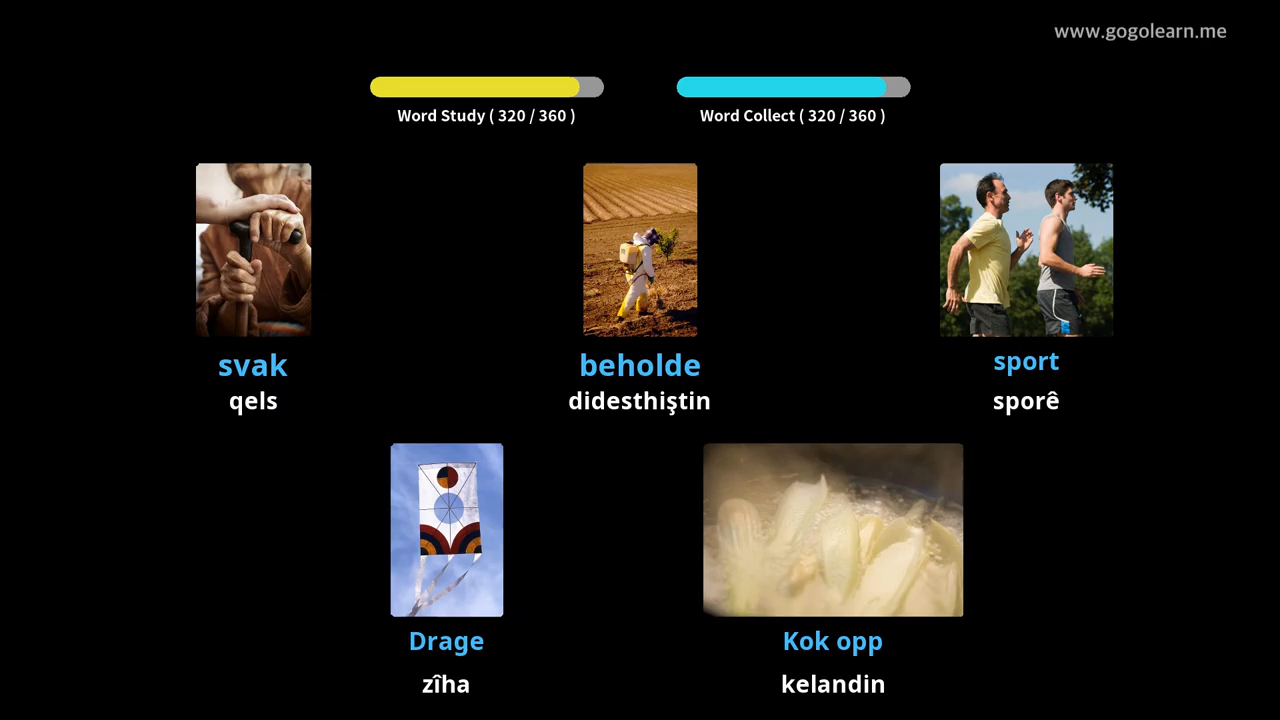 www.gogolearn.me
Word Study ( 320 / 360 )
Word Collect ( 320 / 360 )
svak
qels
beholde
didesthiştin
sport
sporê
Drage
zîha
Kok opp
kelandin